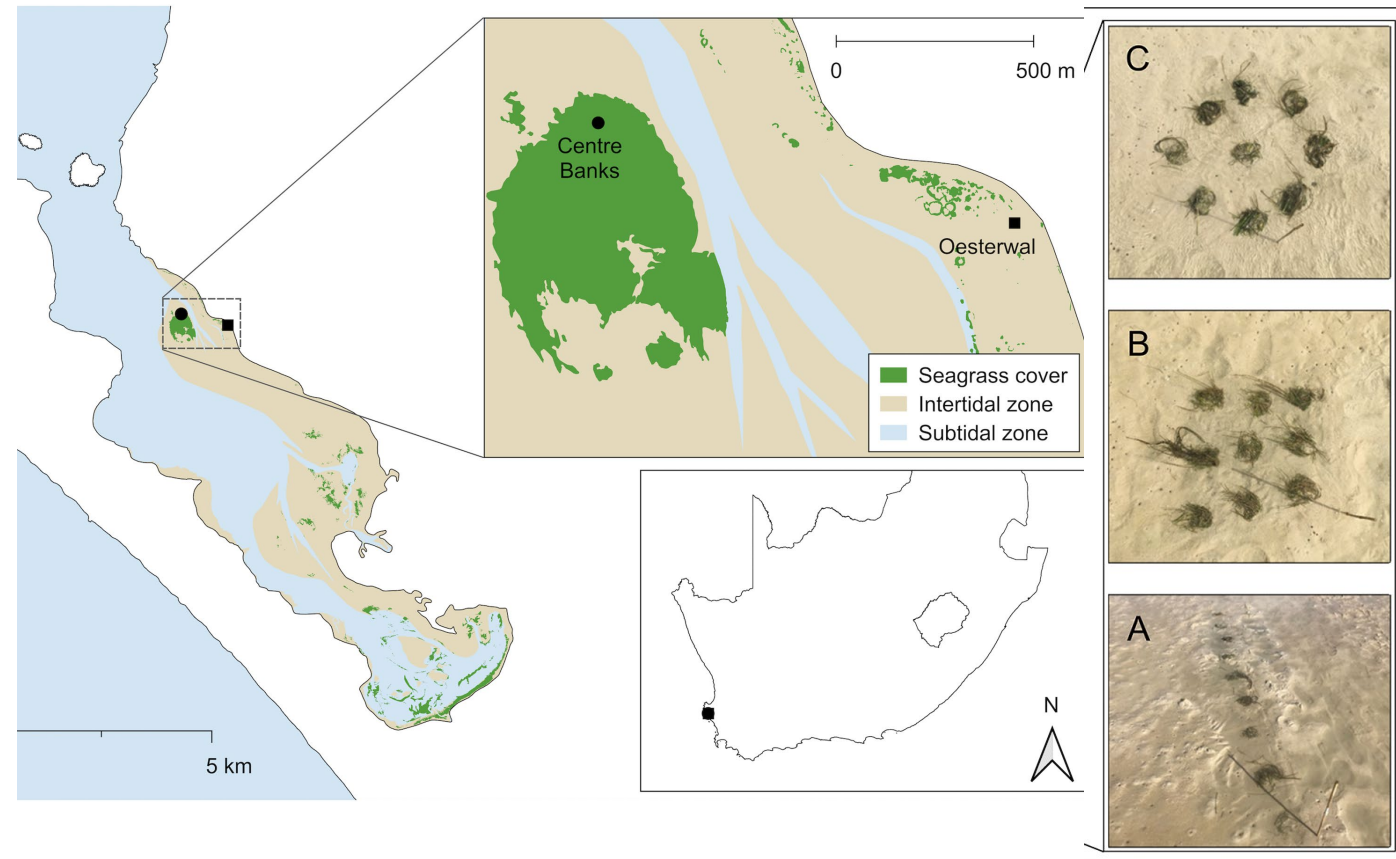 0
500 m
Centre
Banks
Oesterwal
Seagrass cover
Intertidal zone
Subtidal zone
5 km
N
C
B
A